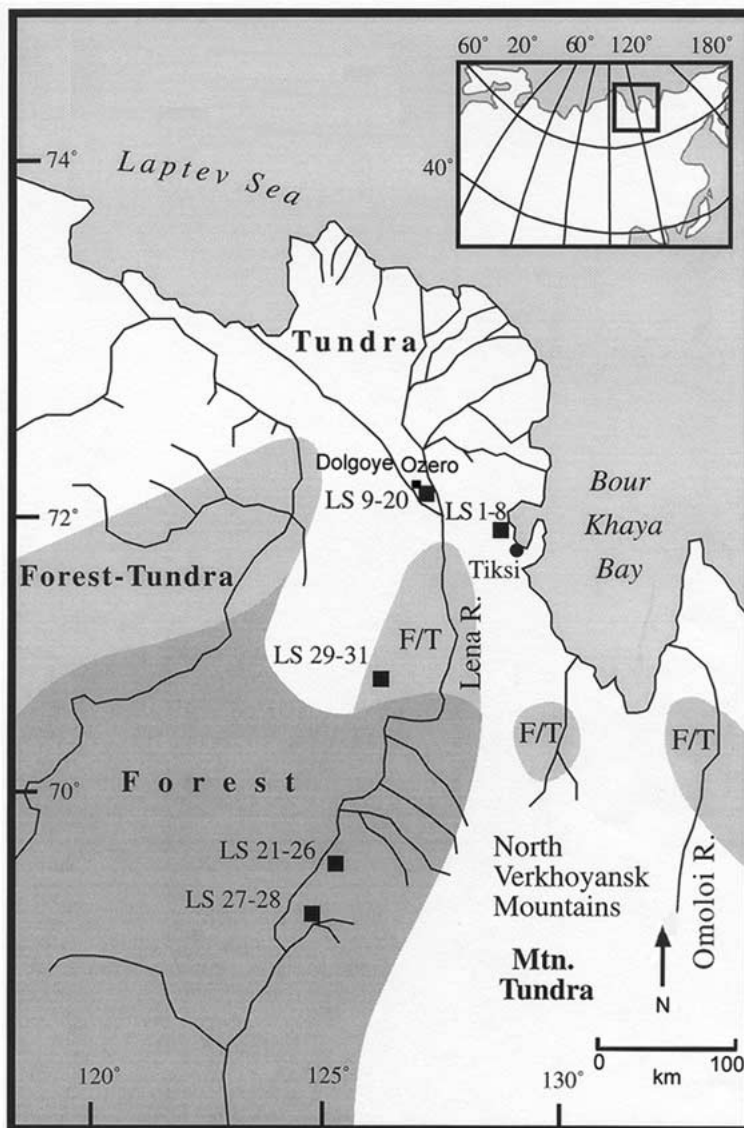 60° 20° 60° 120° 180°
40°
74°
Laptev Sea
Tundra
Dolgoye Ozero
LS 9-20
LS 1-8
Tiksi
Bour
Khaya
Bay
72°
Forest-Tundra
LS 29-31
F/T
Lena R.
F/T
F/T
70°
Forest
LS 21-26
LS 27-28
North
Verkhoyansk
Mountains
Omoloi R.
Mtn.
Tundra
N
0 100
km
120° 125° 130°